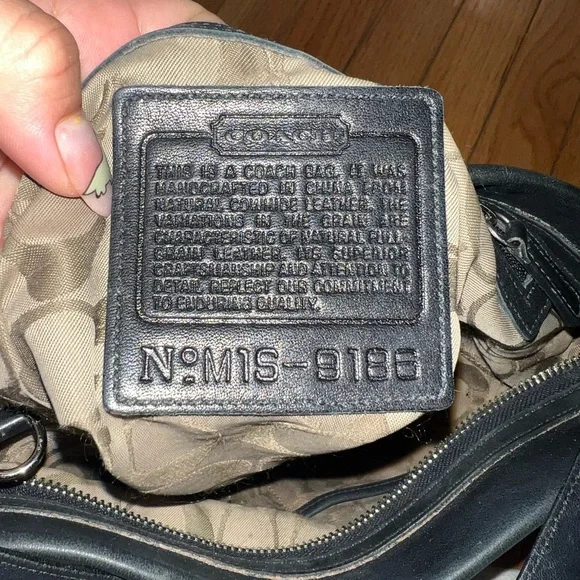 COACH
THIS IS A COACH BAG. IT WAS
HANDCRAFTED IN CHINA FROM
NATURAL COWHIDE LEATHER. THE
VARIATIONS IN THE GRAIN ARE
CHARACTERISTIC OF NATURAL FULL
GRAIN LEATHER. ITS SUPERIOR
CRAFTSMANSHIP AND ATTENTION TO
DETAIL REFLECT OUR COMMITMENT
TO ENDURING QUALITY.
No M1S-9186